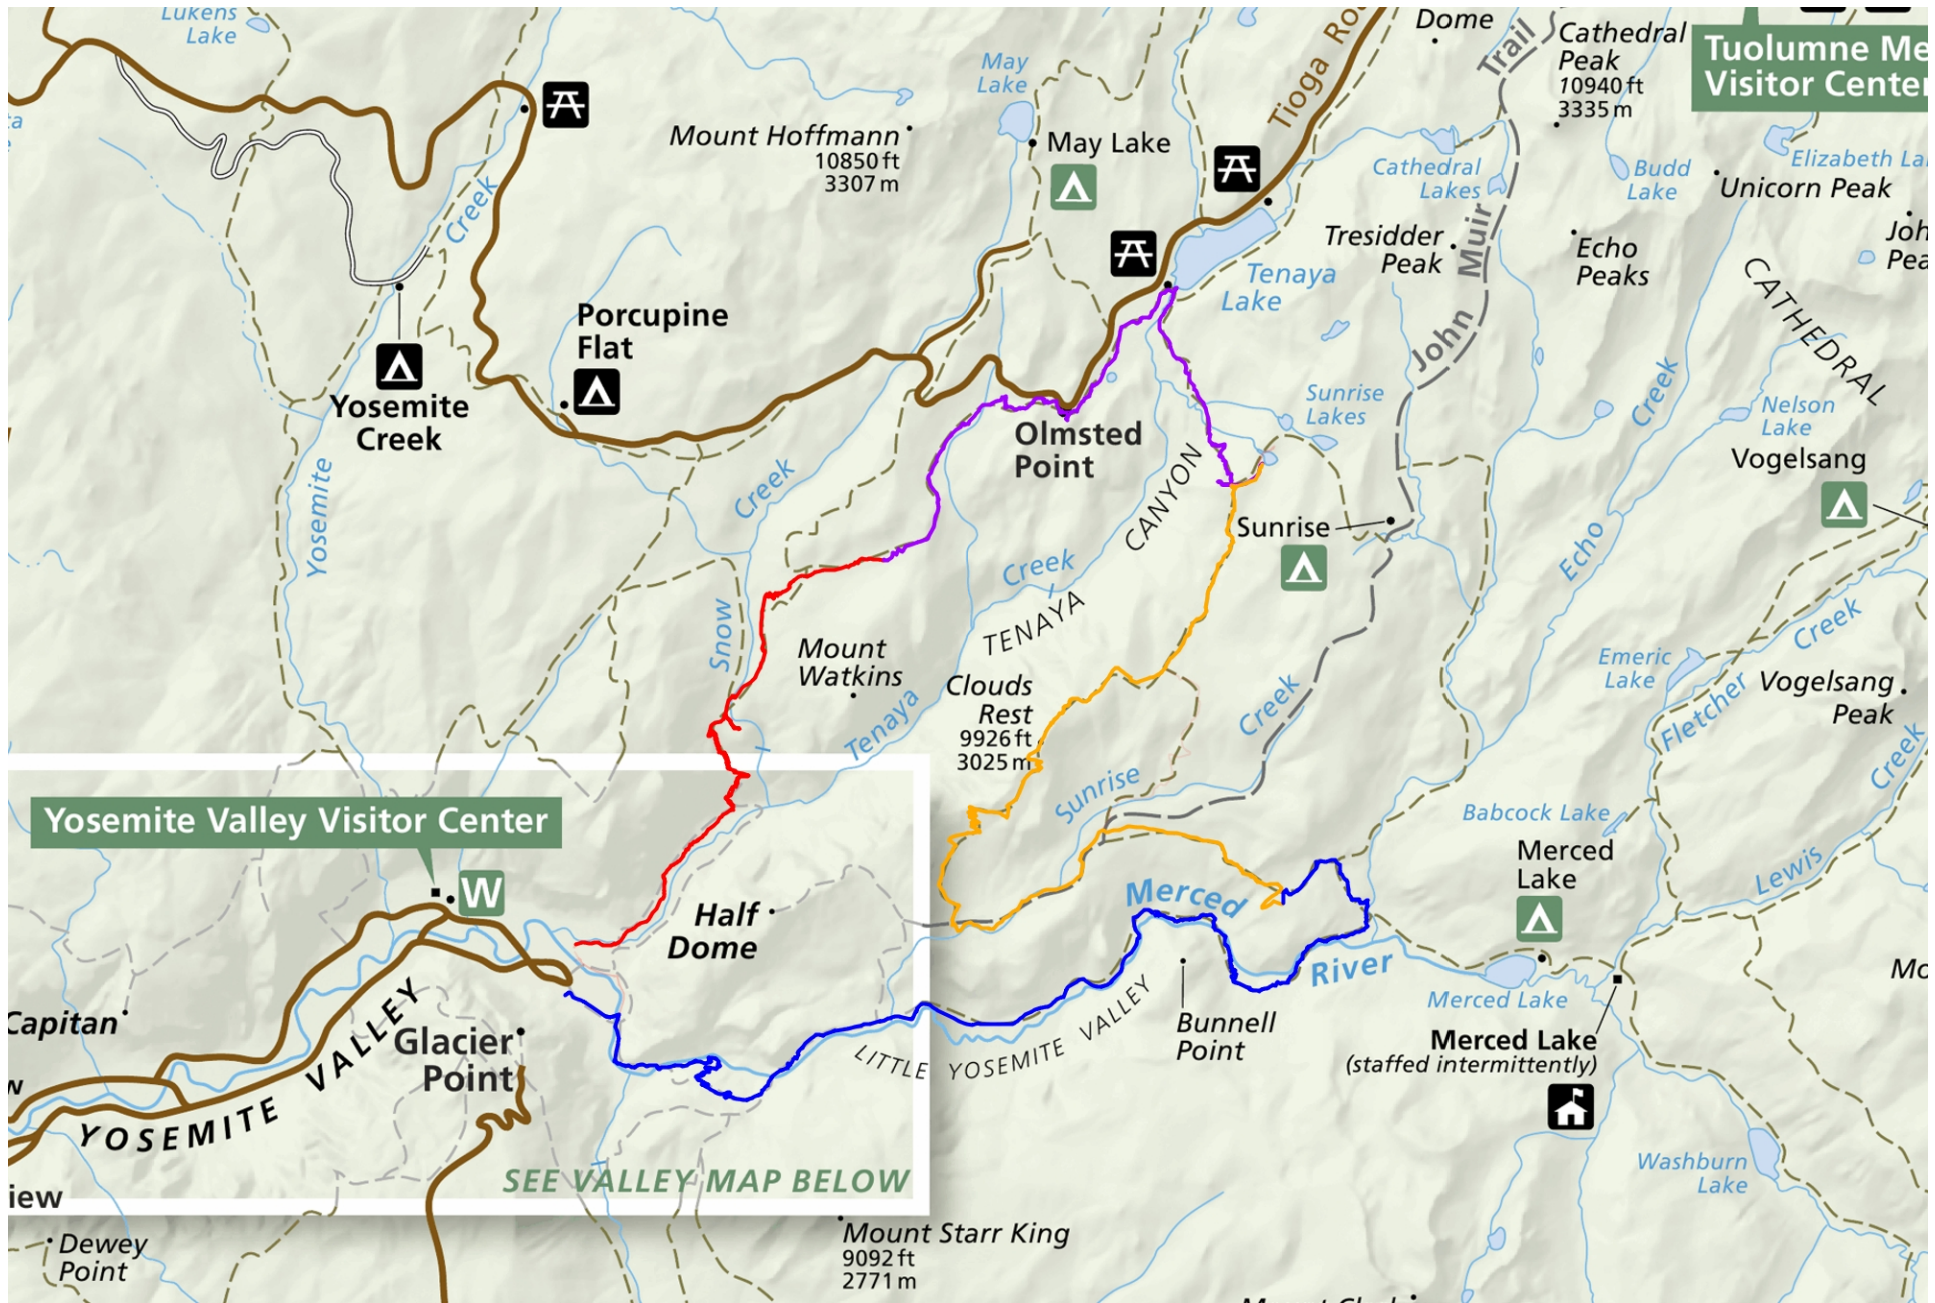 Lukens
Lake
May
Lake
Dome
Trail
Cathedral
Peak
10940 ft
3335 m
Tuolumne Me
Visitor Center
Tioga Ro
Mount Hoffmann
10850 ft
3307 m
May Lake
Cathedral
Lakes
Budd
Lake
Elizabeth La
Unicorn Peak
Creek
Tresidder
Peak
Muir
Echo
Peaks
Joh
Pea
Tenaya
Lake
CATHEDRAL
Porcupine
Flat
John
Yosemite
Creek
Sunrise
Lakes
Creek
Nelson
Lake
Olmsted
Point
Vogelsang
Yosemite
Creek
CANYON
Sunrise
Echo
Creek
TENAYA
Snow
Mount
Watkins
Clouds
Rest
9926 ft
3025 m
Tenaya
Creek
Sunrise
Emeric
Lake
Creek
Fletcher
Vogelsang
Peak
Creek
Lewis
Babcock Lake
Yosemite Valley Visitor Center
W
Merced
Lake
Half
Dome
Merced
River
Merced Lake
Mo
Capitan
Glacier
Point
VALLEY
YOSEMITE
LITTLE YOSEMITE VALLEY
Bunnell
Point
Merced Lake
(staffed intermittently)
w
SEE VALLEY MAP BELOW
Washburn
Lake
iew
Dewey
Point
Mount Starr King
9092 ft
2771 m